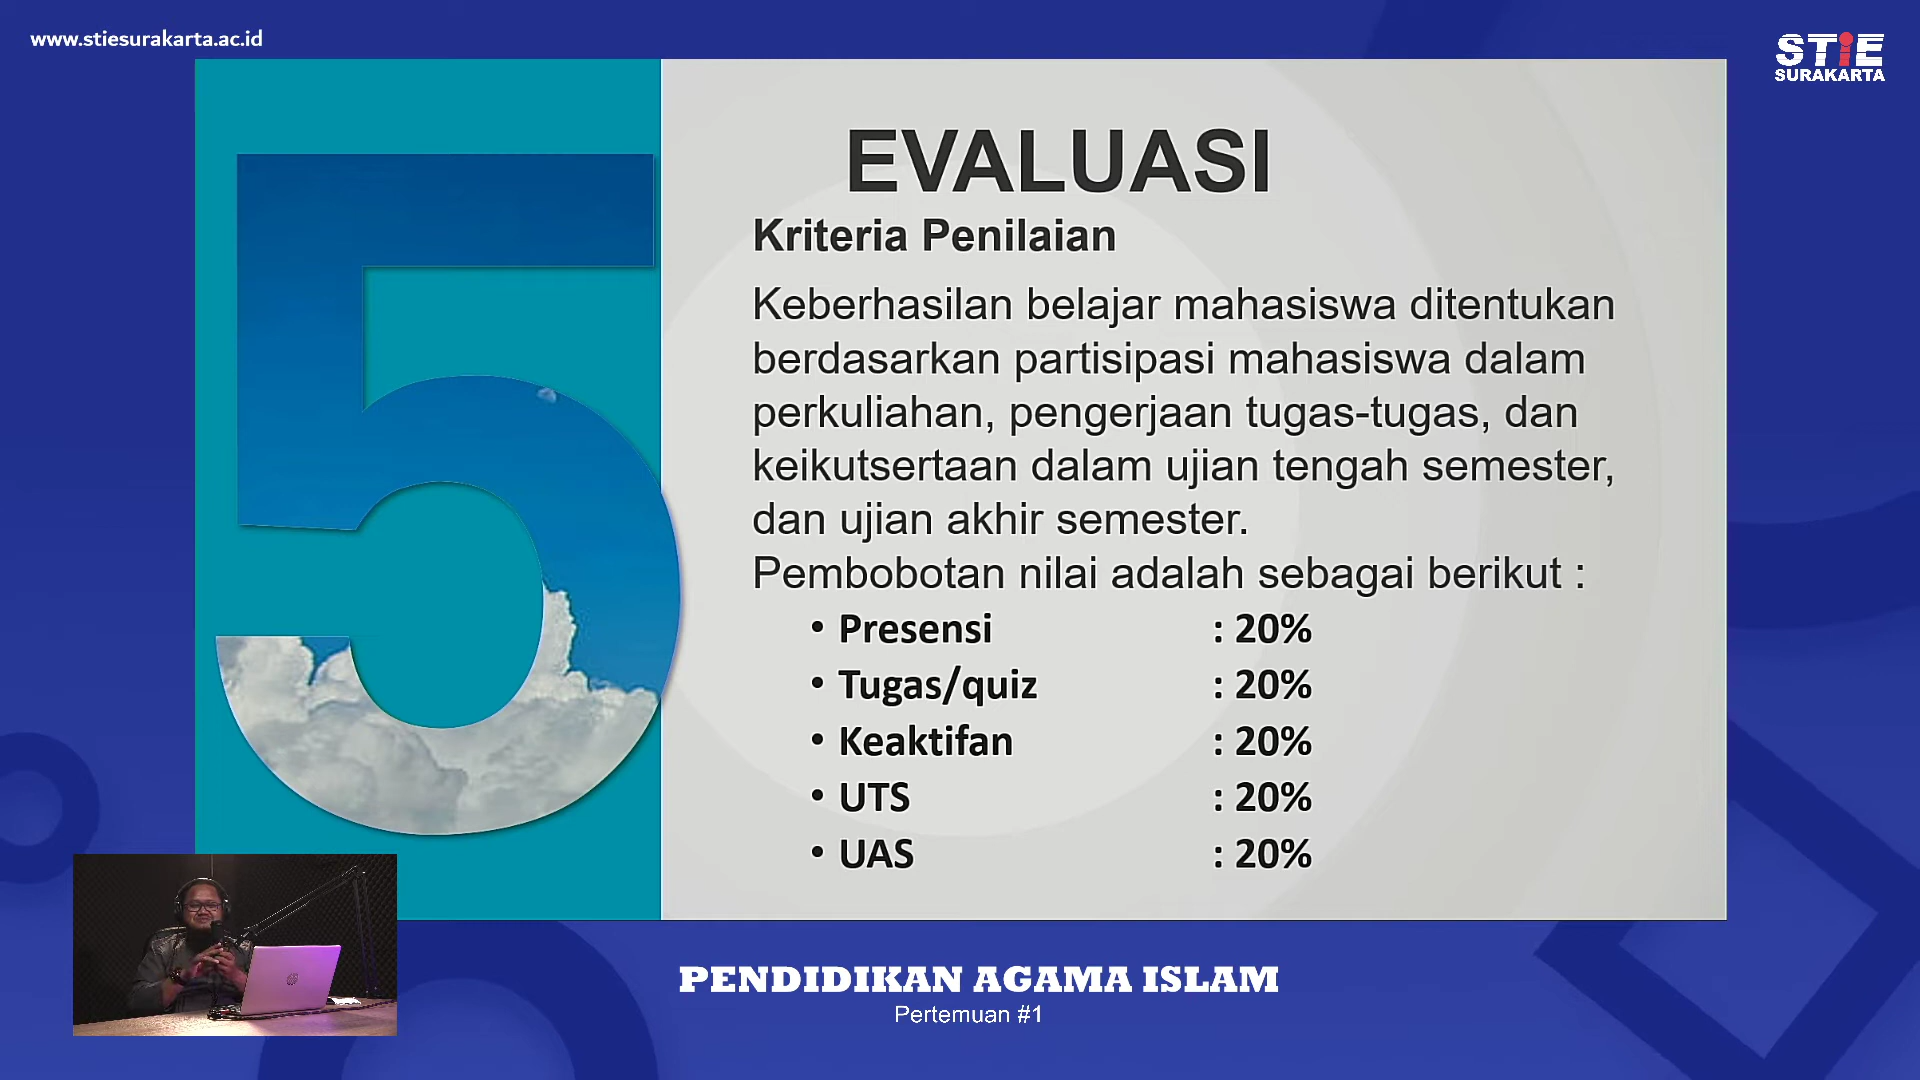 www.stiesurakarta.ac.id
STiE
SURAKARTA
5
EVALUASI
Kriteria Penilaian
Keberhasilan belajar mahasiswa ditentukan
berdasarkan partisipasi mahasiswa dalam
perkuliahan, pengerjaan tugas-tugas, dan
keikutsertaan dalam ujian tengah semester,
dan ujian akhir semester.
Pembobotan nilai adalah sebagai berikut :
• Presensi : 20%
• Tugas/quiz : 20%
• Keaktifan : 20%
• UTS : 20%
• UAS : 20%
PENDIDIKAN AGAMA ISLAM
Pertemuan #1